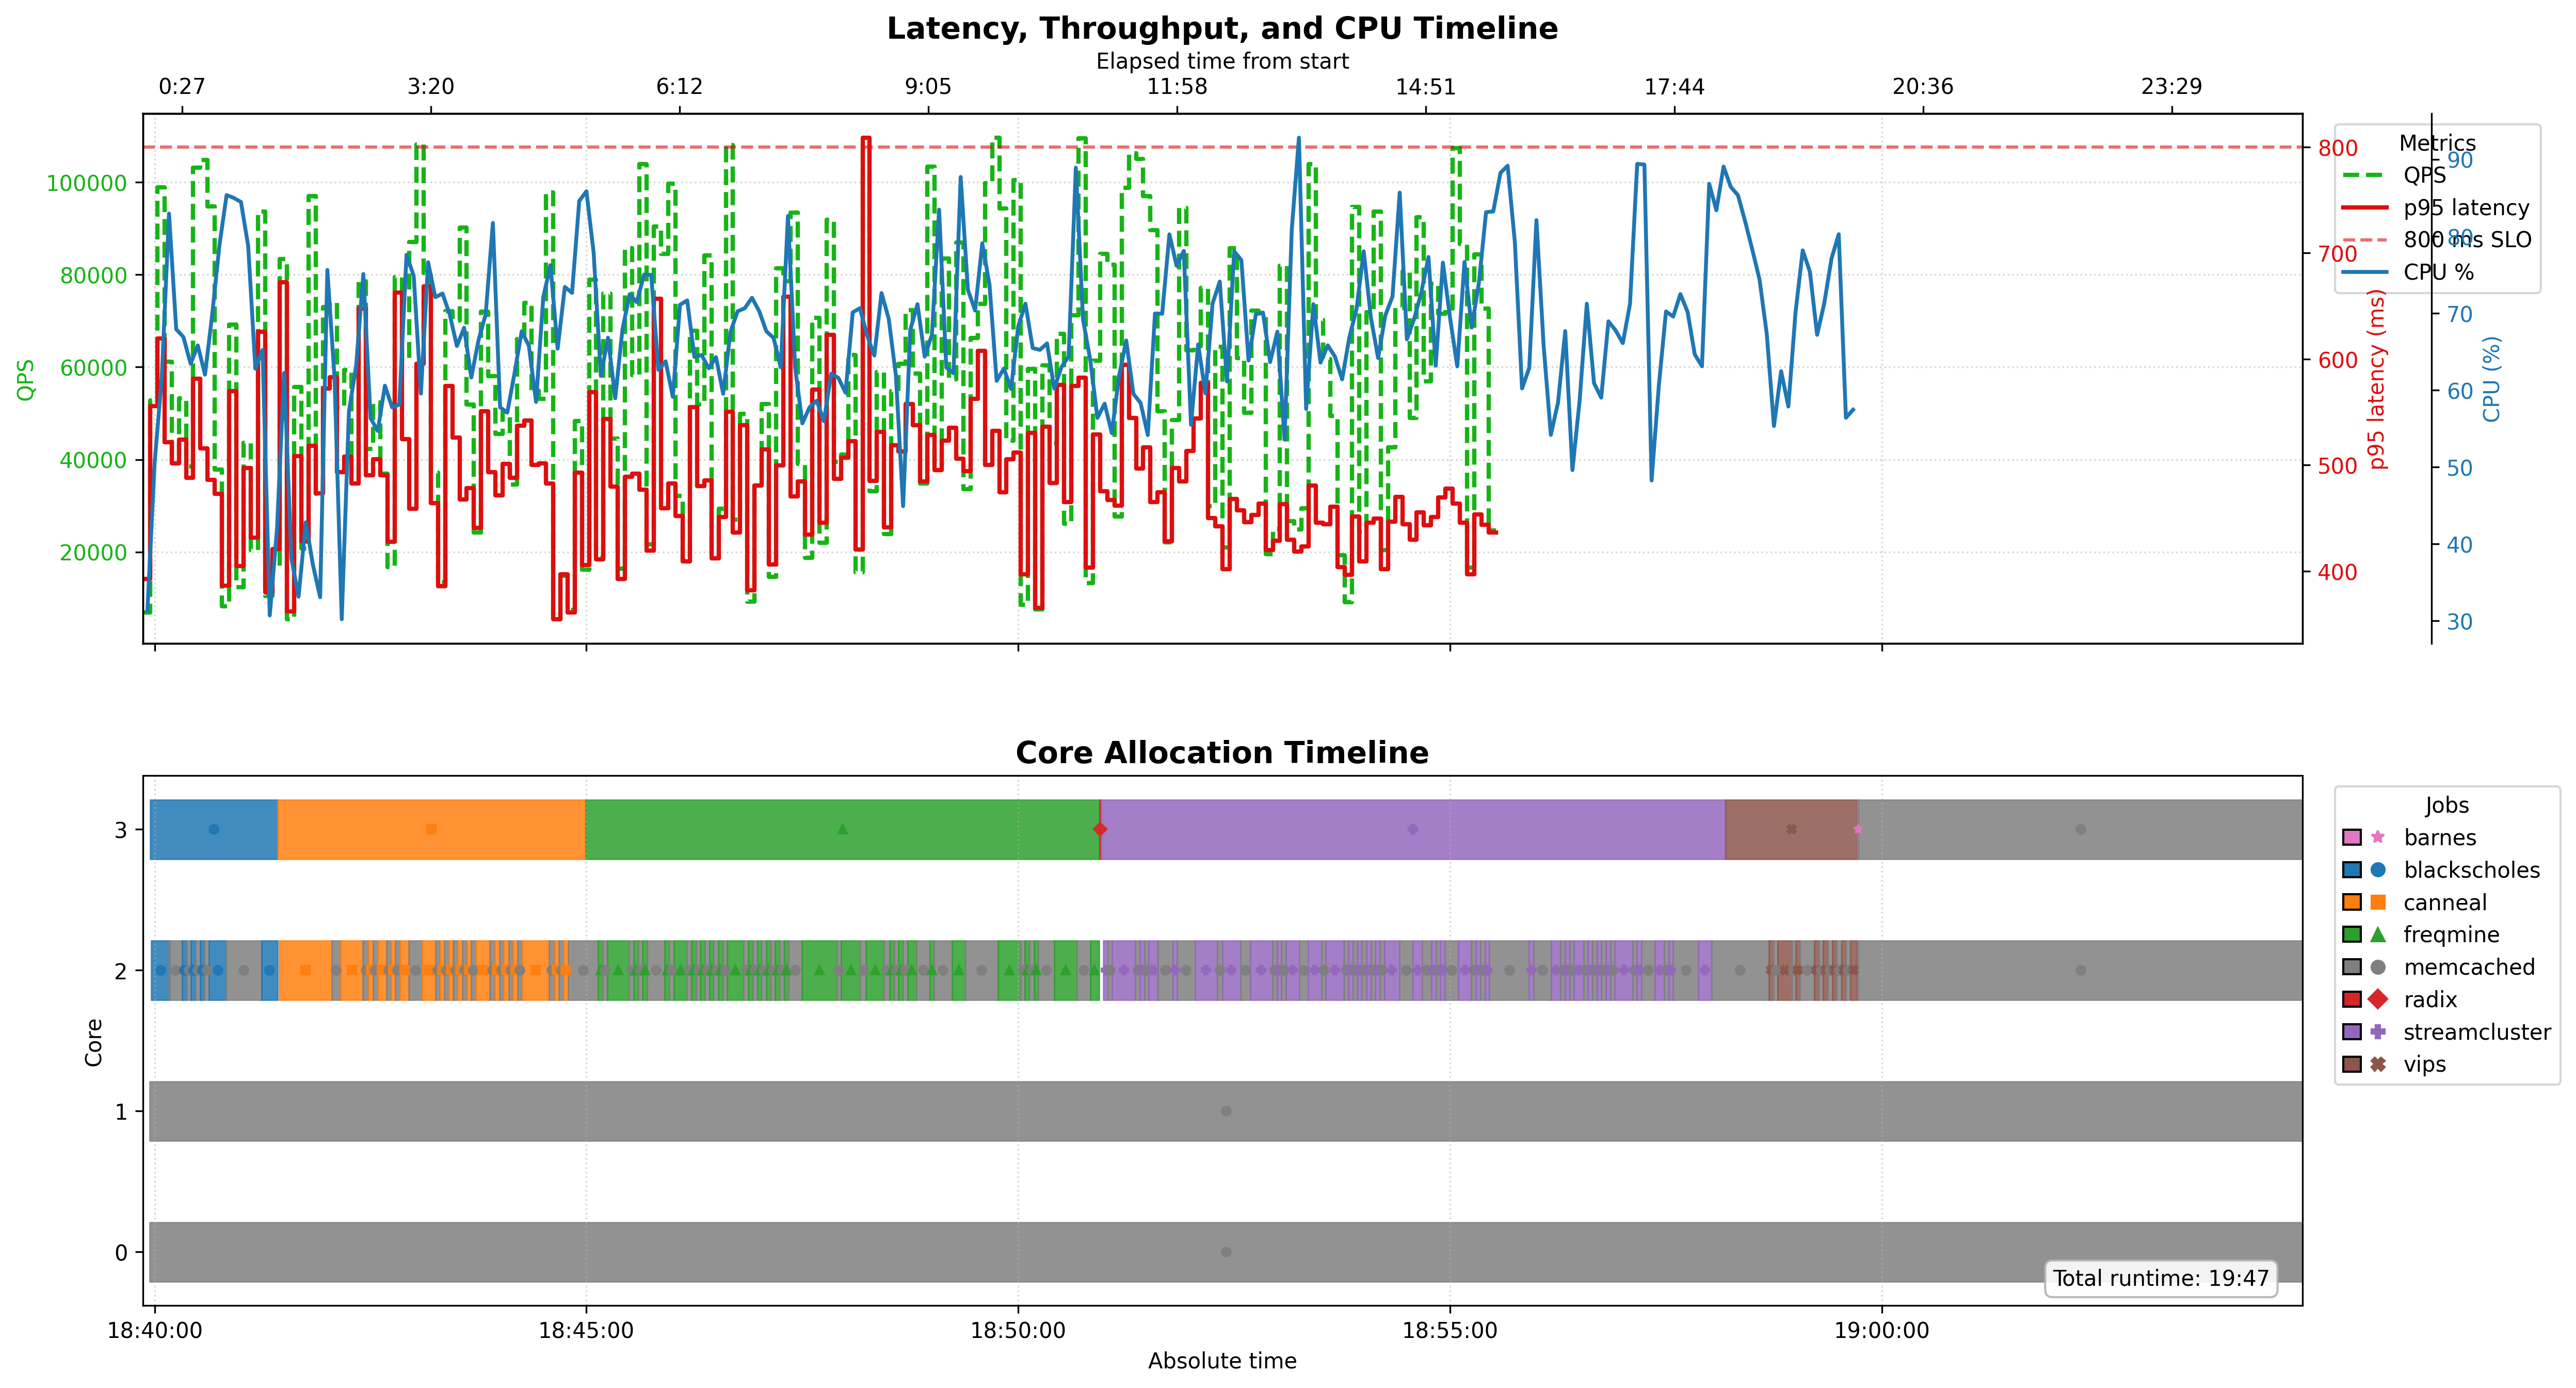 Latency, Throughput, and CPU Timeline
Elapsed time from start
0:27 3:20 6:12 9:05 11:58 14:51 17:44 20:36 23:29
QPS
100000
80000
60000
40000
20000
800
700
600
500
400
p95 latency (ms)
90
80
70
60
50
40
30
CPU (%)
Metrics
QPS
p95 latency
800 ms SLO
CPU %
Core Allocation Timeline
Core
3
2
1
0
Total runtime: 19:47
18:40:00 18:45:00 18:50:00 18:55:00 19:00:00
Absolute time
Jobs
barnes
blackscholes
canneal
freqmine
memcached
radix
streamcluster
vips